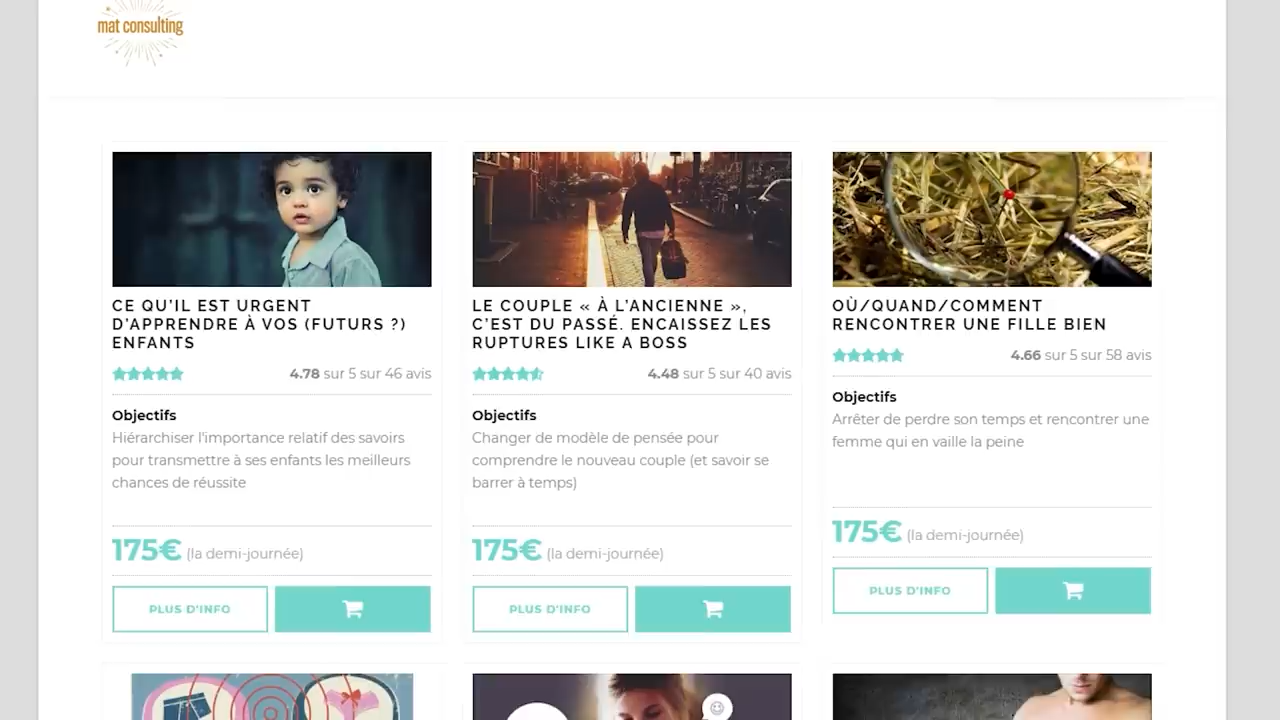 mat consulting
CE QU'IL EST URGENT
D'APPRENDRE À VOS (FUTURS ?)
ENFANTS
4.78 sur 5 sur 46 avis
Objectifs
Hiérarchiser l'importance relatif des savoirs
pour transmettre à ses enfants les meilleurs
chances de réussite
175€ (la demi-journée)
PLUS D'INFO
LE COUPLE « À L'ANCIENNE »,
C'EST DU PASSÉ. ENCAISSEZ LES
RUPTURES LIKE A BOSS
4.48 sur 5 sur 40 avis
Objectifs
Changer de modèle de pensée pour
comprendre le nouveau couple (et savoir se
barrer à temps)
175€ (la demi-journée)
PLUS D'INFO
OÙ/QUAND/COMMENT
RENCONTRER UNE FILLE BIEN
4.66 sur 5 sur 58 avis
Objectifs
Arrêter de perdre son temps et rencontrer une
femme qui en vaille la peine
175€ (la demi-journée)
PLUS D'INFO